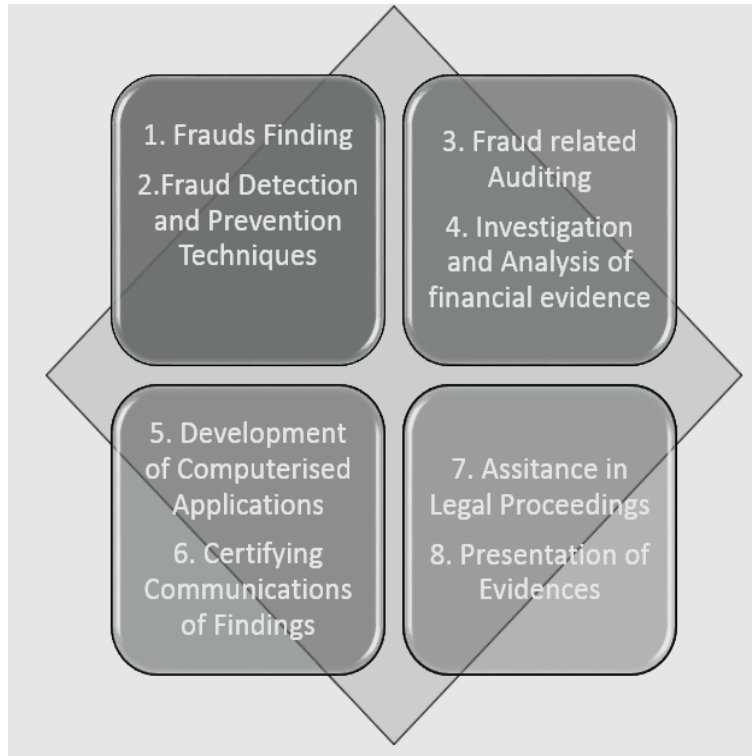 1. Frauds Finding
2.Fraud Detection
and Prevention
Techniques
3. Fraud related
Auditing
4. Investigation
and Analysis of
financial evidence
5. Development
of Computerised
Applications
6. Certifying
Communications
of Findings
7. Assitance in
Legal Proceedings
8. Presentation of
Evidences